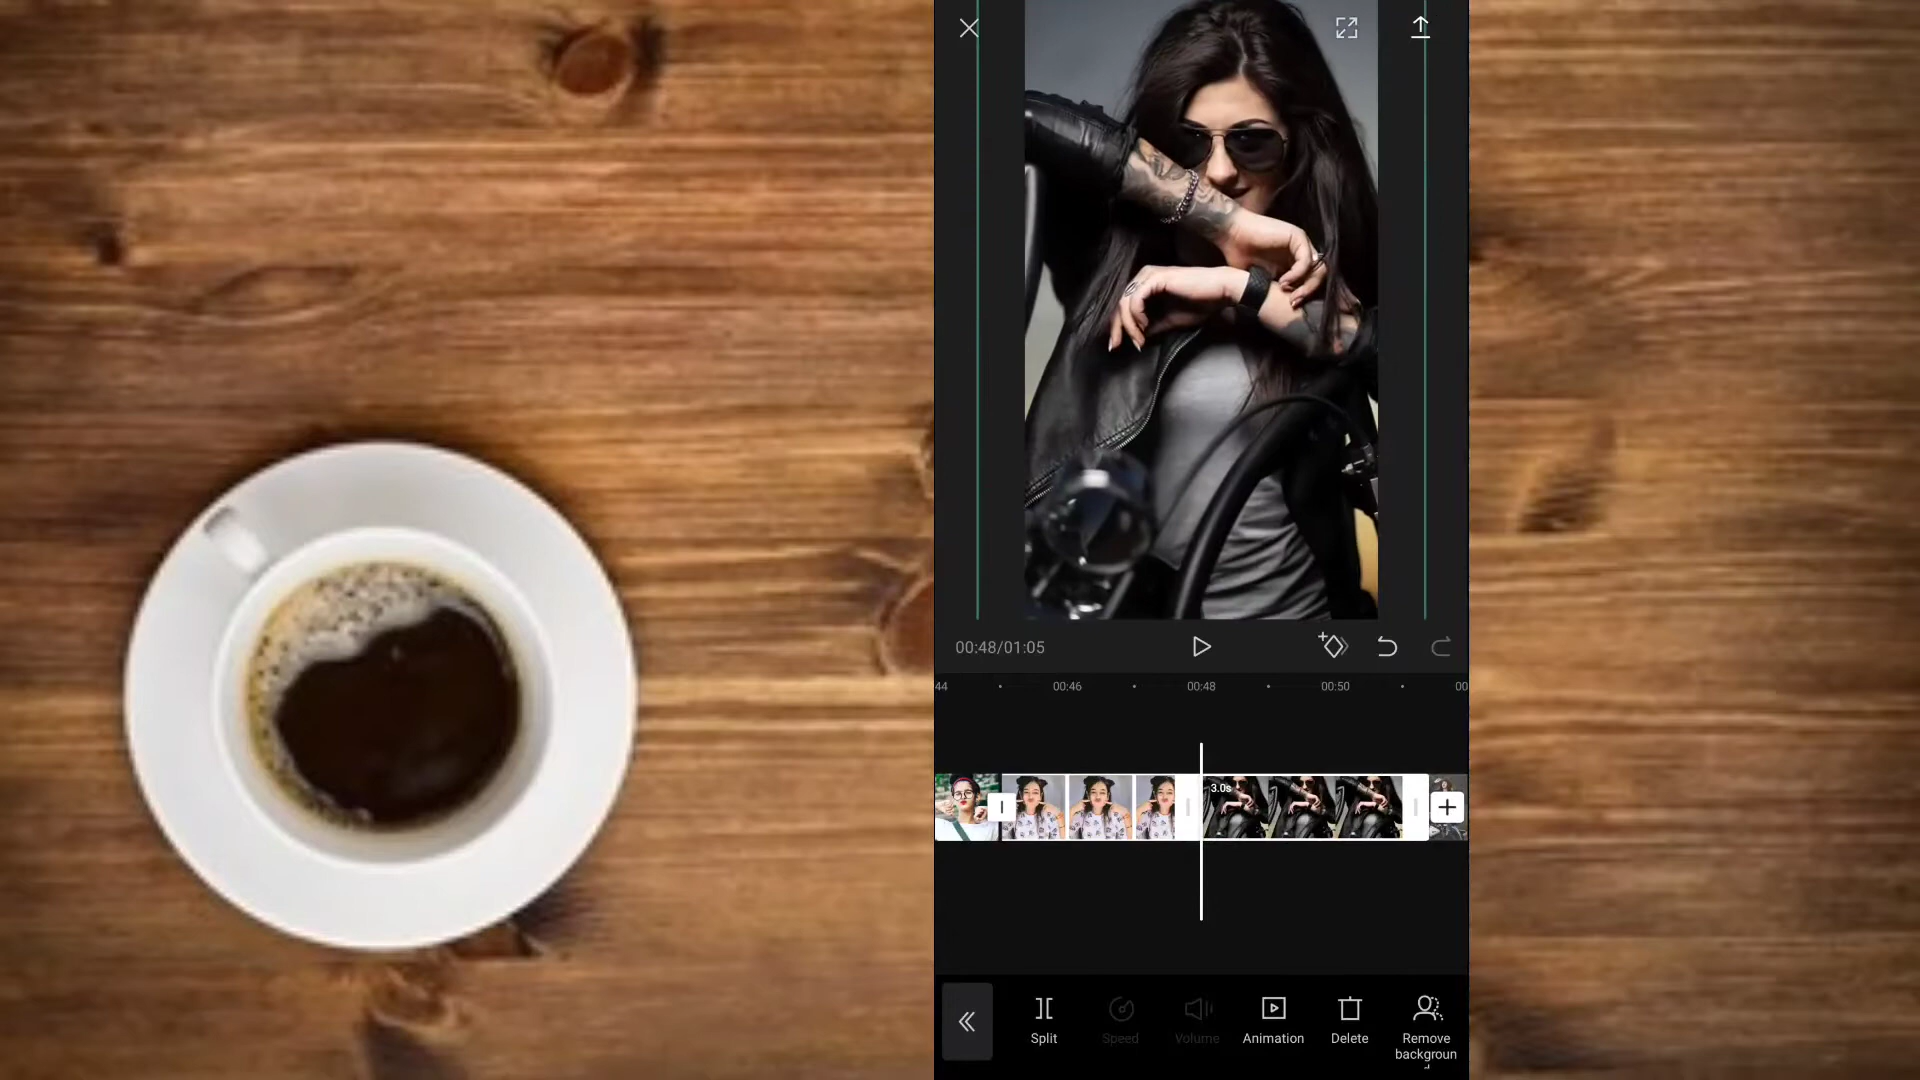 00:48/01:05
44 00:46 00:48 00:50 00
3.0s
Split Speed Volume Animation Delete Remove
backgroun